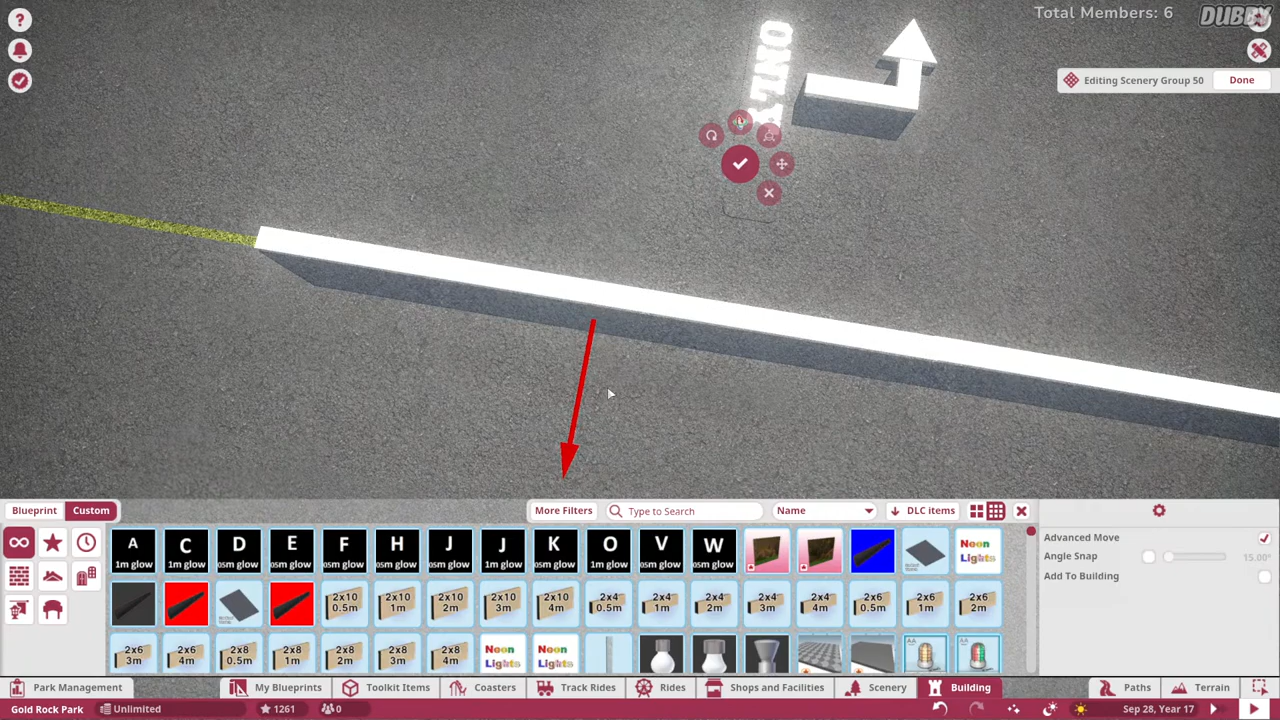 Total Members: 6
DUBBY
ONLY
Editing Scenery Group 50
Done
Blueprint
Custom
More Filters
Type to Search
Name
DLC items
A
1m glow
C
1m glow
D
05m glow
E
05m glow
F
05m glow
H
05m glow
J
05m glow
J
1m glow
K
05m glow
O
05m glow
V
05m glow
W
05m glow
Neon
Lights
2x10
0.5m
2x10
1m
2x10
2m
2x10
3m
2x10
4m
2x4
0.5m
2x4
1m
2x4
2m
2x4
3m
2x4
4m
2x6
0.5m
2x6
1m
2x6
2m
2x6
3m
2x6
4m
2x8
0.5m
2x8
1m
2x8
2m
2x8
3m
2x8
4m
Neon
Lights
Neon
Lights
AA
AA
Advanced Move
Angle Snap
15.00°
Add To Building
Park Management
My Blueprints
Toolkit Items
Coasters
Track Rides
Rides
Shops and Facilities
Scenery
Building
Paths
Terrain
Gold Rock Park
Unlimited
1261
0
Sep 28, Year 17